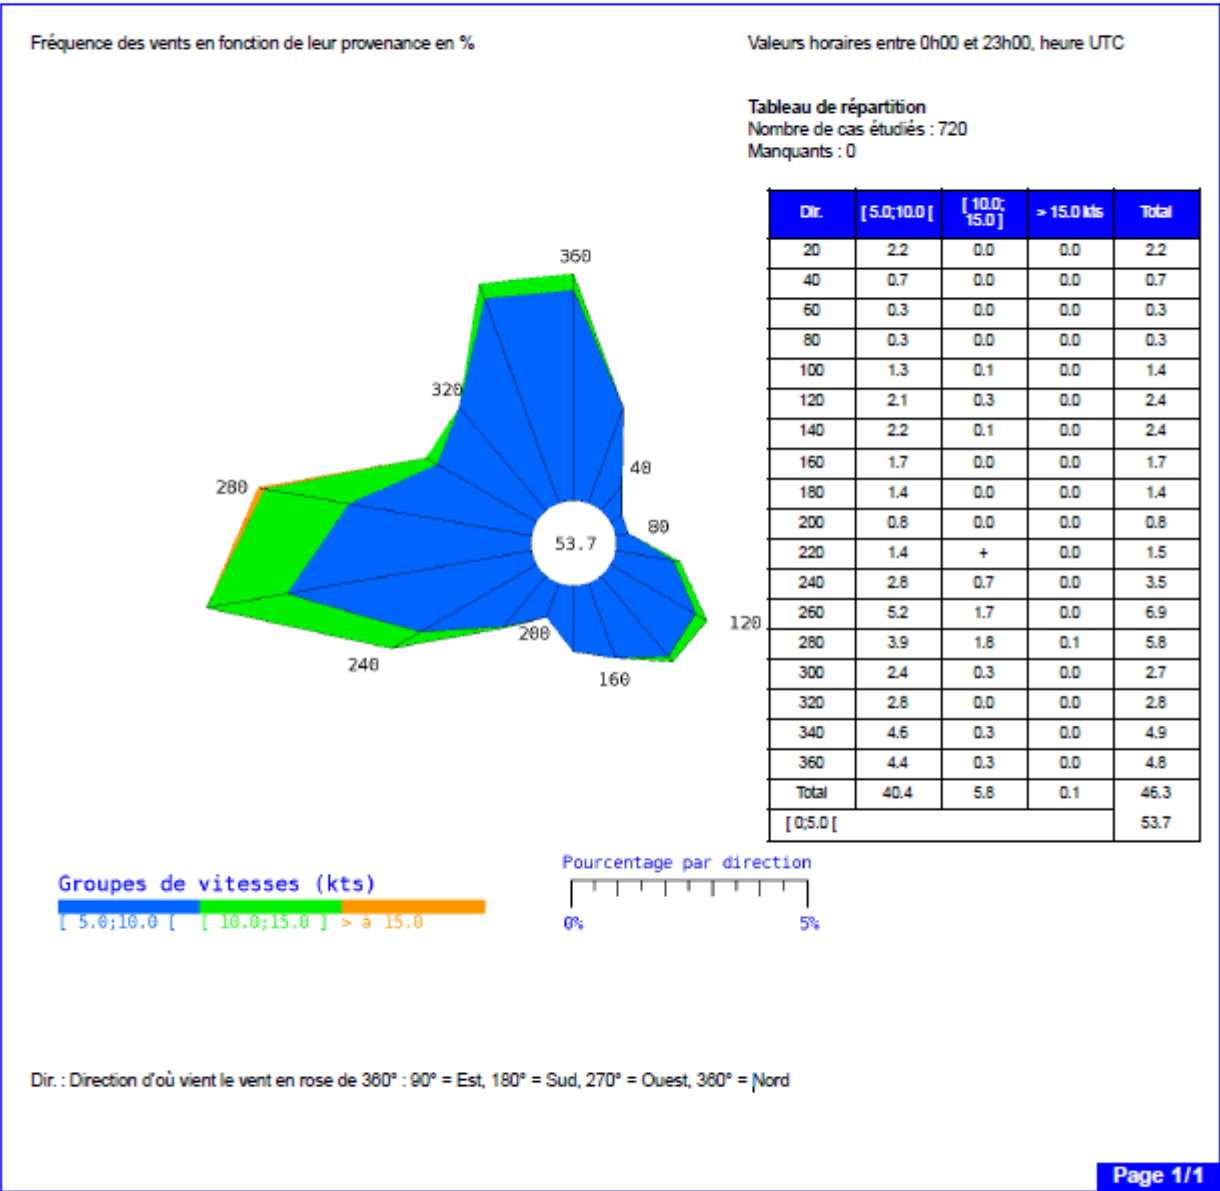 Fréquence des vents en fonction de leur provenance en %
Valeurs horaires entre 0h00 et 23h00, heure UTC
Tableau de répartition
Nombre de cas étudiés : 720
Manquants : 0
Dir. [ 5.0;10.0 [ [ 10.0; 15.0 ] > 15.0 kts Total
20 2.2 0.0 0.0 2.2
40 0.7 0.0 0.0 0.7
60 0.3 0.0 0.0 0.3
80 0.3 0.0 0.0 0.3
100 1.3 0.1 0.0 1.4
120 2.1 0.3 0.0 2.4
140 2.2 0.1 0.0 2.4
160 1.7 0.0 0.0 1.7
180 1.4 0.0 0.0 1.4
200 0.8 0.0 0.0 0.8
220 1.4 + 0.0 1.5
240 2.8 0.7 0.0 3.5
260 5.2 1.7 0.0 6.9
280 3.9 1.8 0.1 5.8
300 2.4 0.3 0.0 2.7
320 2.8 0.0 0.0 2.8
340 4.6 0.3 0.0 4.9
360 4.4 0.3 0.0 4.8
Total 40.4 5.8 0.1 46.3
[ 0;5.0 [ 53.7
360
320
40
280
80
53.7
120
200
240
160
Groupes de vitesses (kts)
[ 5.0;10.0 [ [ 10.0;15.0 ] > à 15.0
Pourcentage par direction
0% 5%
Dir. : Direction d'où vient le vent en rose de 360° : 90° = Est, 180° = Sud, 270° = Ouest, 360° = Nord
Page 1/1